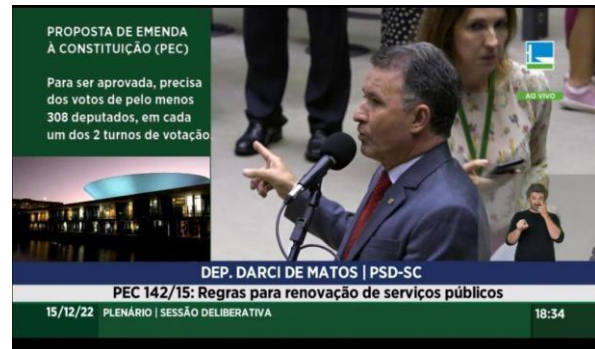 PROPOSTA DE EMENDA
À CONSTITUIÇÃO (PEC)
Para ser aprovada, precisa
dos votos de pelo menos
308 deputados, em cada
um dos 2 turnos de votação.
AO VIVO
DEP. DARCI DE MATOS | PSD-SC
PEC 142/15: Regras para renovação de serviços públicos
15/12/22 PLENÁRIO | SESSÃO DELIBERATIVA 18:34